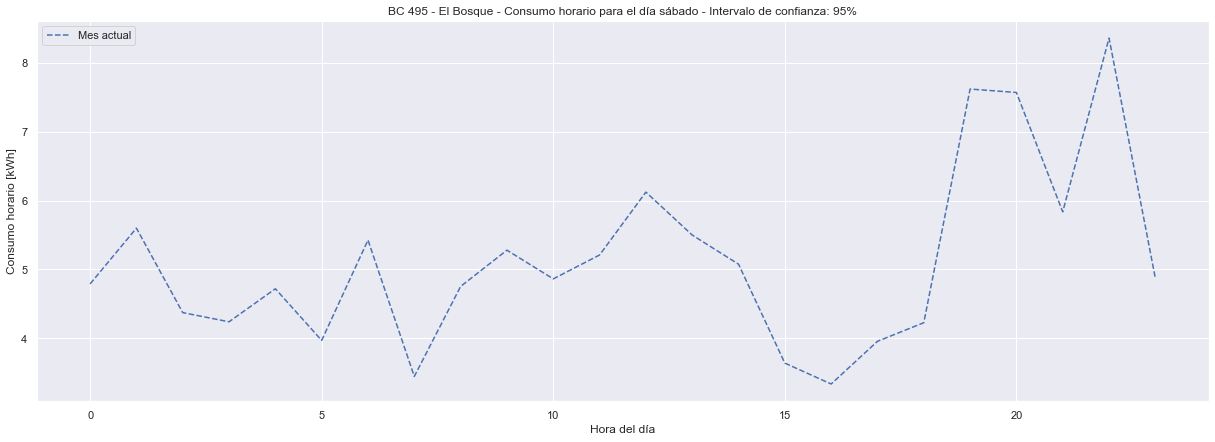 BC 495 - El Bosque - Consumo horario para el día sábado - Intervalo de confianza: 95%
Mes actual
8
7
6
5
4
Consumo horario [kWh]
0 5 10 15 20
Hora del día